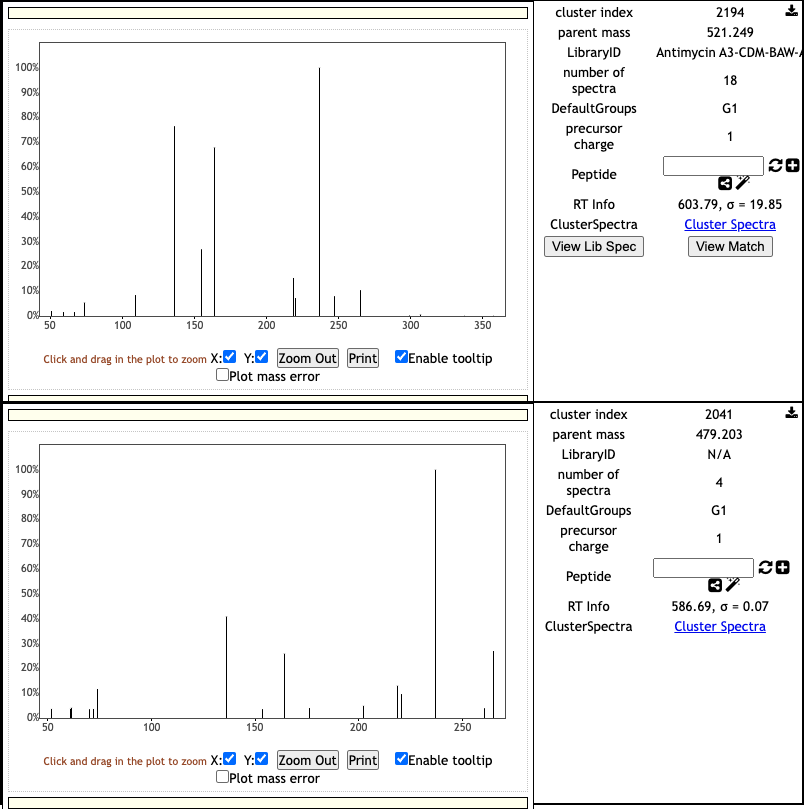 cluster index 2194
parent mass 521.249
LibraryID Antimycin A3-CDM-BAW-
number of spectra 18
DefaultGroups G1
precursor charge 1
Peptide
RT Info 603.79, σ = 19.85
ClusterSpectra Cluster Spectra
View Lib Spec View Match
100%
90%
80%
70%
60%
50%
40%
30%
20%
10%
0%
50 100 150 200 250 300 350
Click and drag in the plot to zoom X: Y: Zoom Out Print Enable tooltip
Plot mass error
cluster index 2041
parent mass 479.203
LibraryID N/A
number of spectra 4
DefaultGroups G1
precursor charge 1
Peptide
RT Info 586.69, σ = 0.07
ClusterSpectra Cluster Spectra
100%
90%
80%
70%
60%
50%
40%
30%
20%
10%
0%
50 100 150 200 250
Click and drag in the plot to zoom X: Y: Zoom Out Print Enable tooltip
Plot mass error